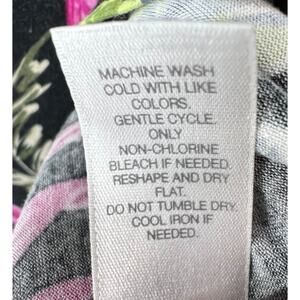 MACHINE WASH
COLD WITH LIKE
COLORS.
GENTLE CYCLE.
ONLY
NON-CHLORINE
BLEACH IF NEEDED.
RESHAPE AND DRY
FLAT.
DO NOT TUMBLE DRY.
COOL IRON IF
NEEDED.